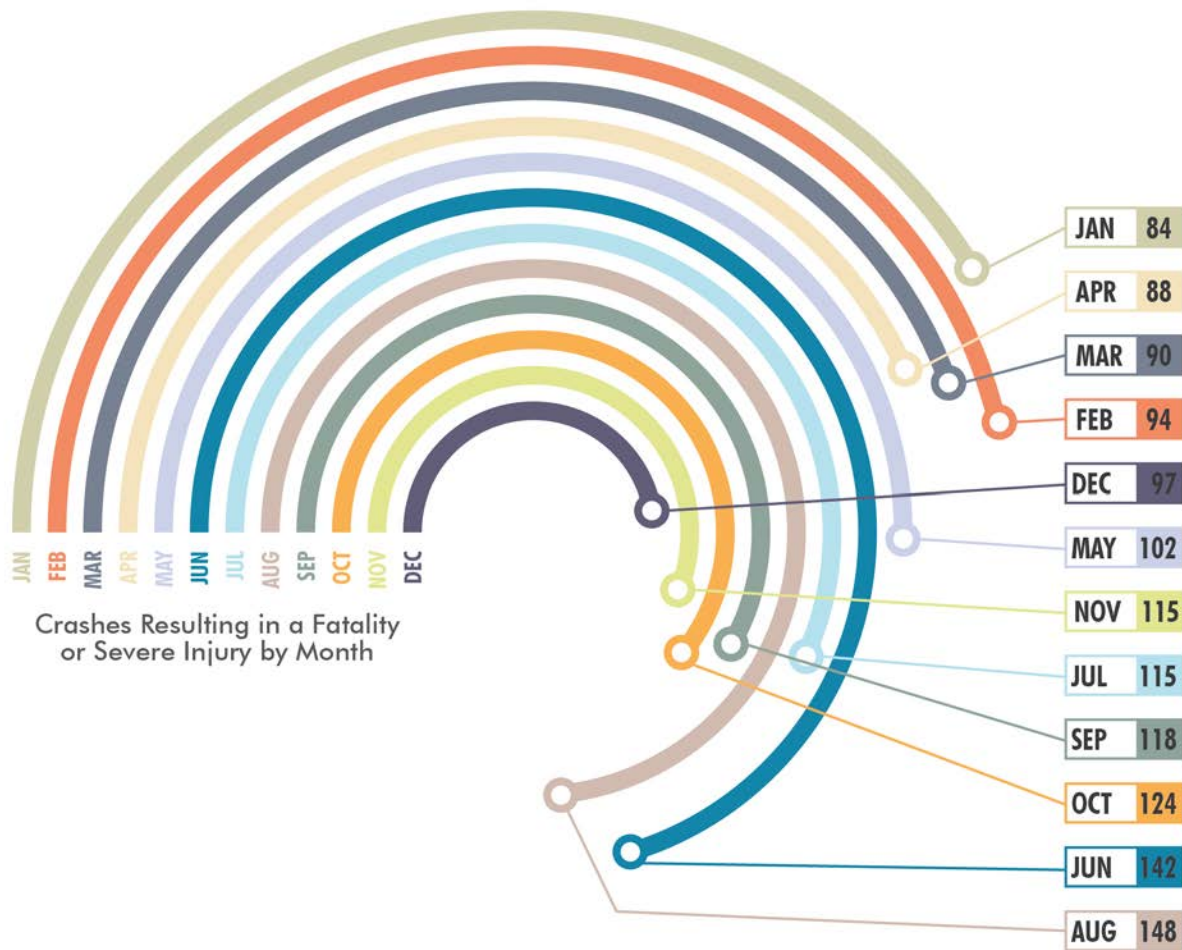 JAN 84
APR 88
MAR 90
FEB 94
DEC 97
MAY 102
NOV 115
JUL 115
SEP 118
OCT 124
JUN 142
AUG 148
JAN FEB MAR APR MAY JUN JUL AUG SEP OCT NOV DEC
Crashes Resulting in a Fatality
or Severe Injury by Month